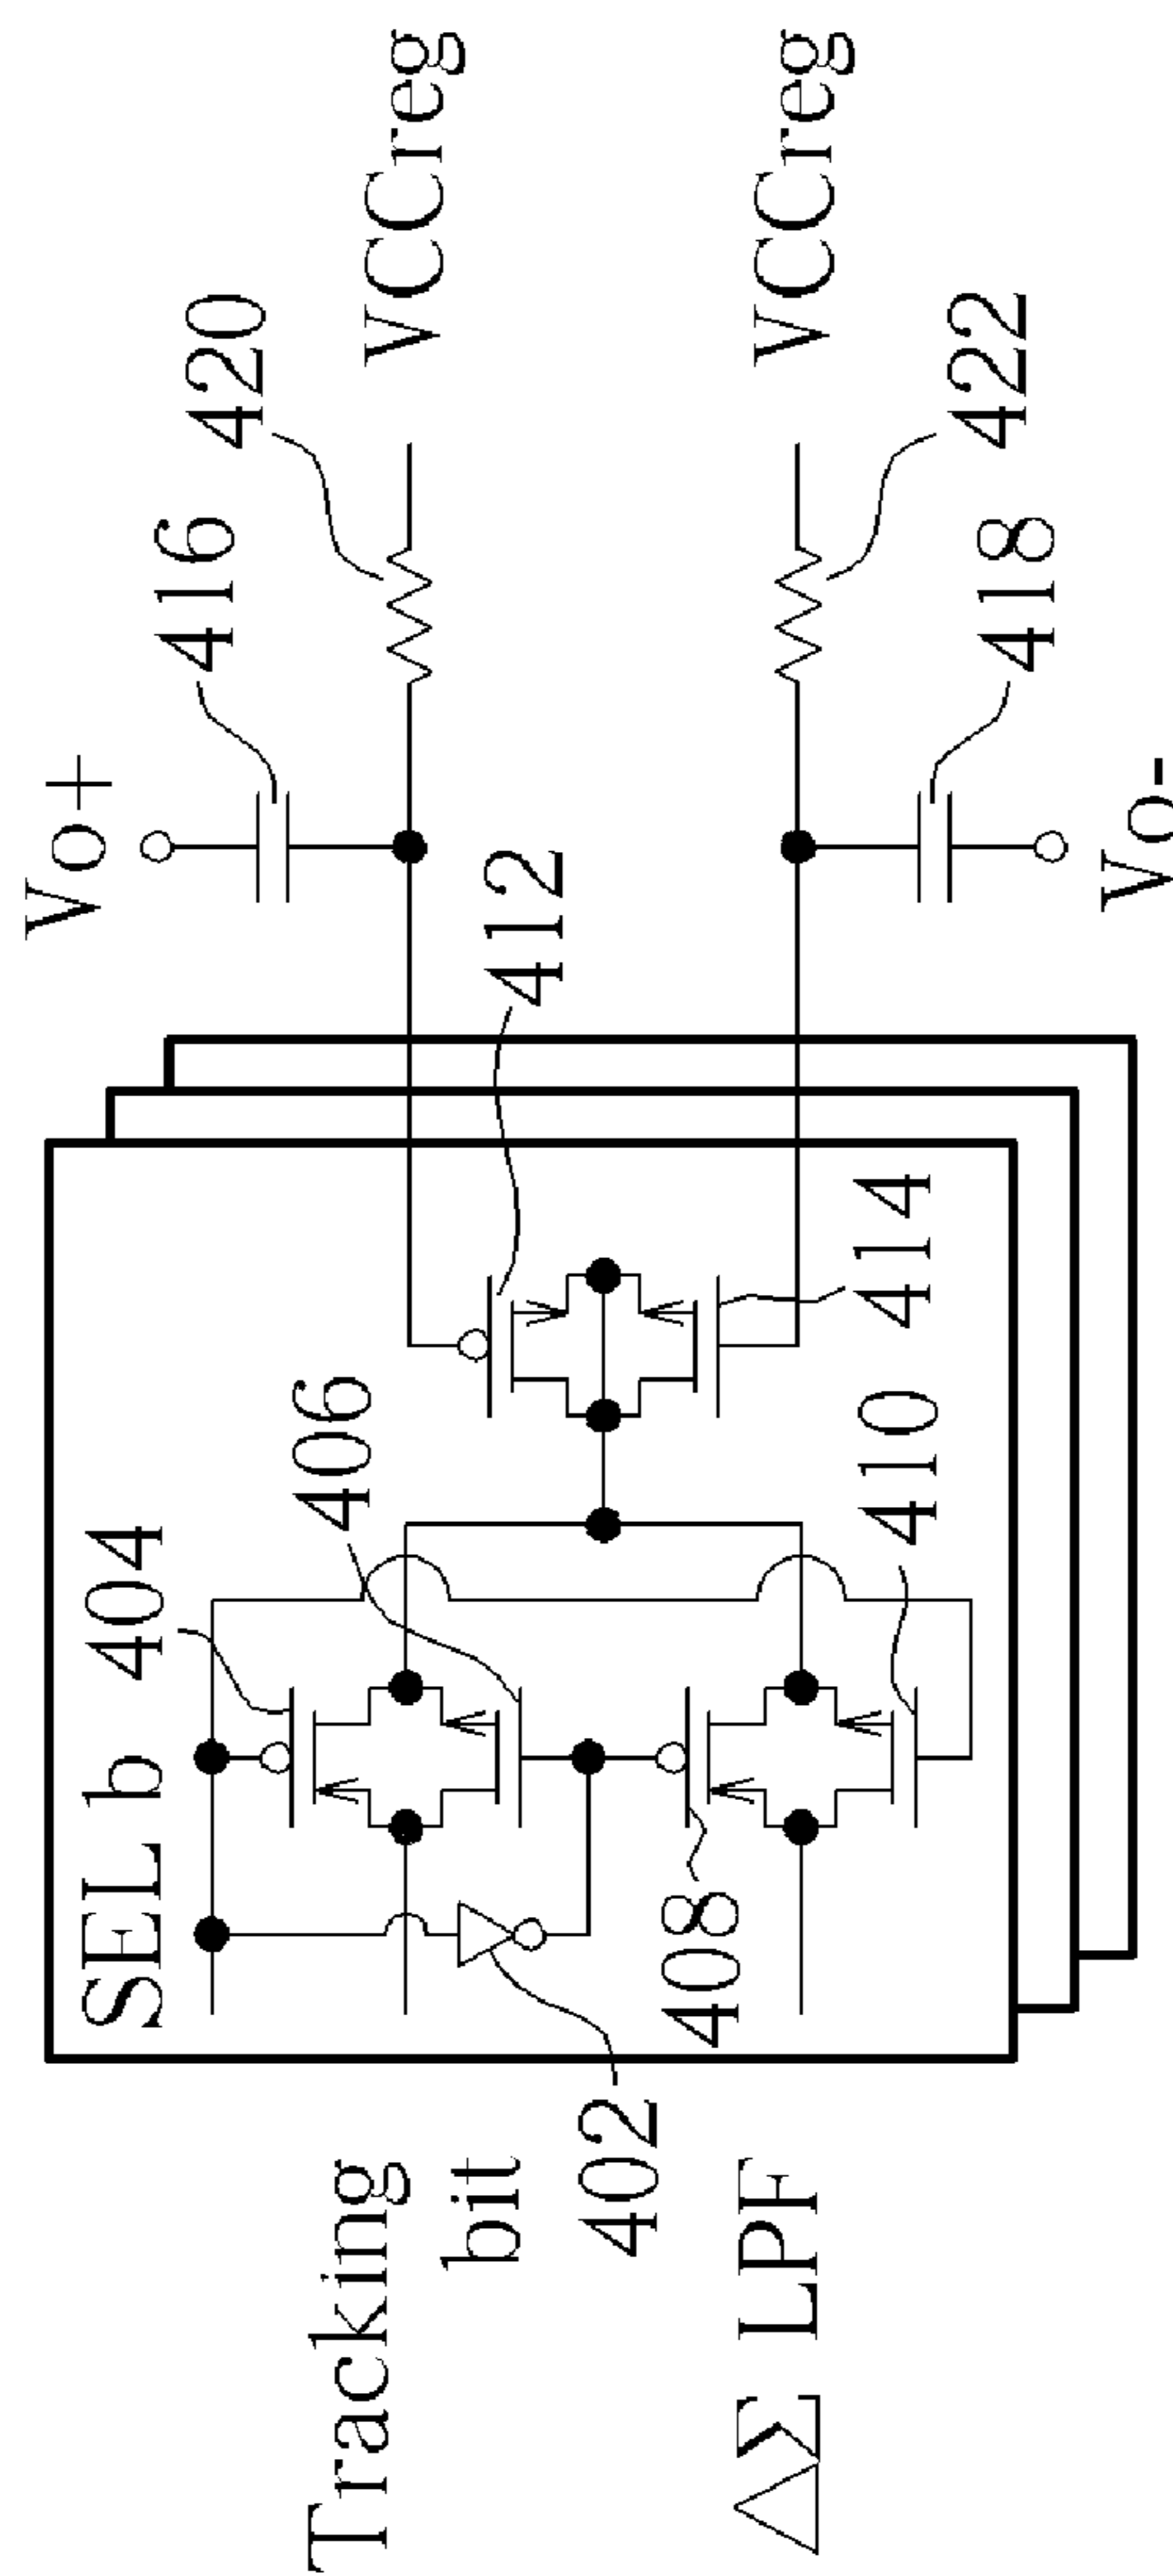 Vo+
416
420
VCCreg
SEL b
404
406
412
Tracking
bit
402
408
410
414
VCCreg
ΔΣ LPF
422
418
Vo-